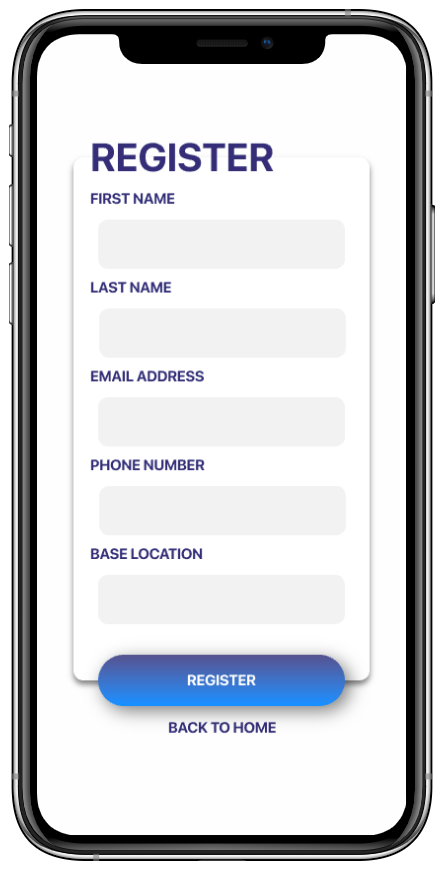 REGISTER
FIRST NAME
LAST NAME
EMAIL ADDRESS
PHONE NUMBER
BASE LOCATION
REGISTER
BACK TO HOME